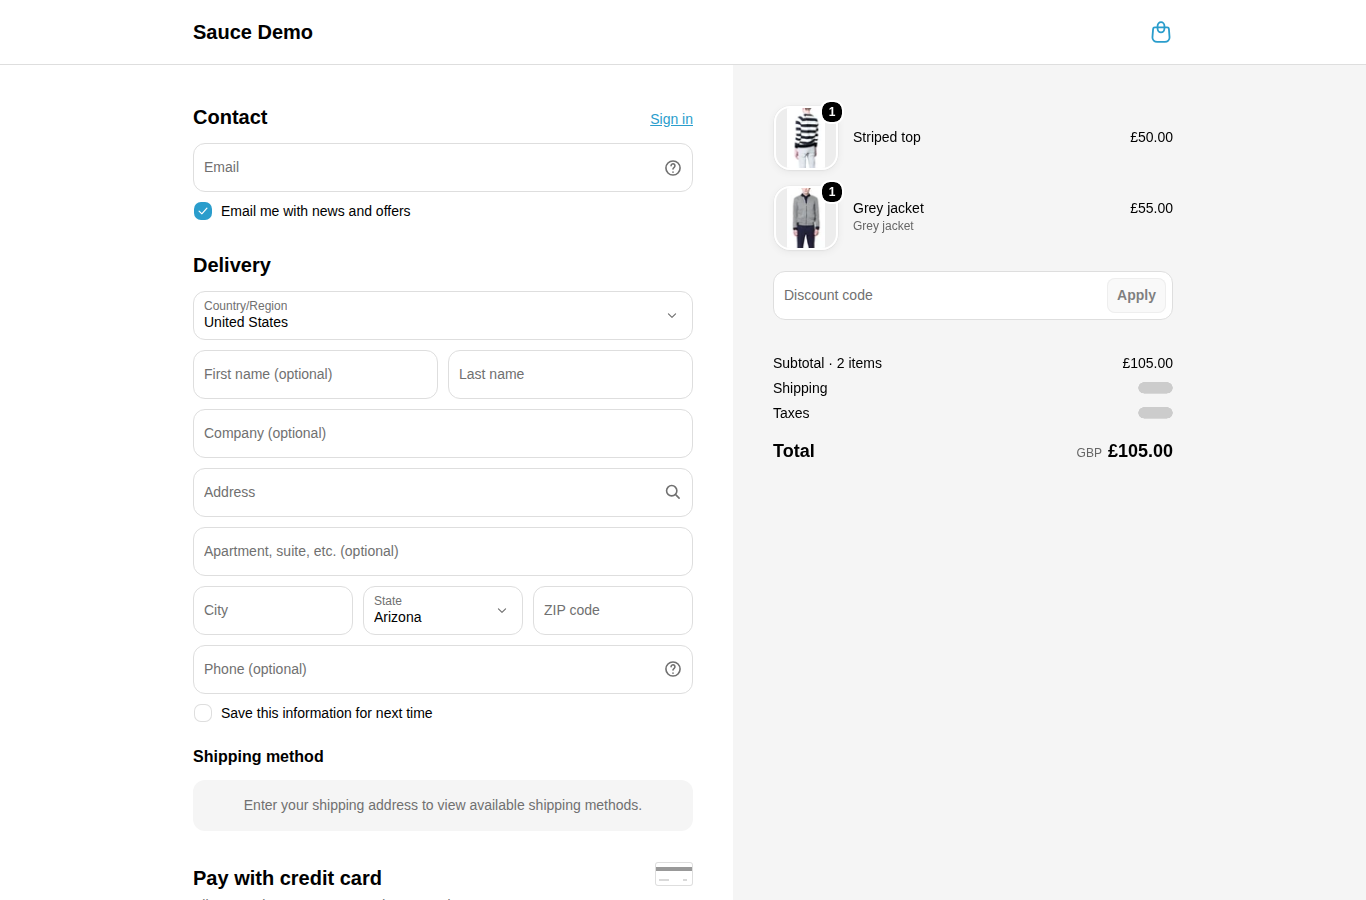 Sauce Demo
Contact
Sign in
Email
Email me with news and offers
Delivery
Country/Region
United States
First name (optional)
Last name
Company (optional)
Address
Apartment, suite, etc. (optional)
City
State
Arizona
ZIP code
Phone (optional)
Save this information for next time
Shipping method
Enter your shipping address to view available shipping methods.
Pay with credit card
1
Striped top
£50.00
1
Grey jacket
£55.00
Grey jacket
Discount code
Apply
Subtotal · 2 items
£105.00
Shipping
Taxes
Total
GBP £105.00